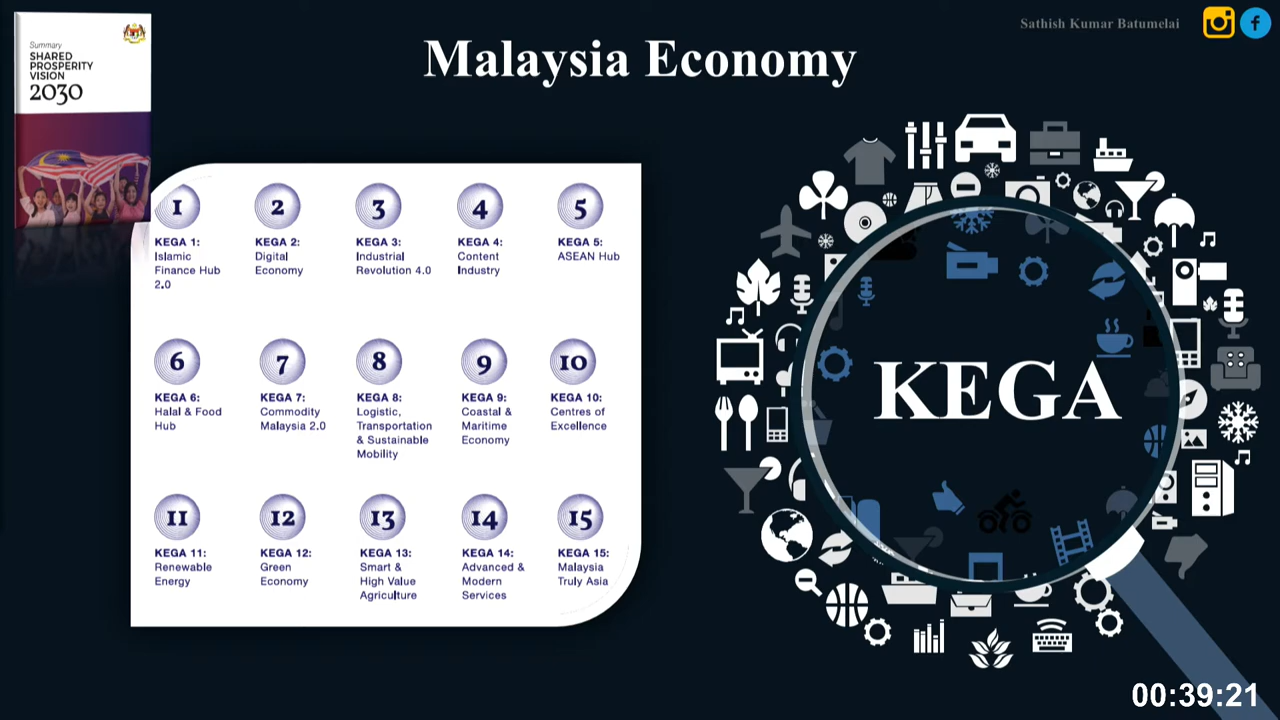 Sathish Kumar Batumelai
Malaysia Economy
Summary
SHARED
PROSPERITY
VISION
2030
1
KEGA 1:
Islamic
Finance Hub
2.0
2
KEGA 2:
Digital
Economy
3
KEGA 3:
Industrial
Revolution 4.0
4
KEGA 4:
Content
Industry
5
KEGA 5:
ASEAN Hub
6
KEGA 6:
Halal & Food
Hub
7
KEGA 7:
Commodity
Malaysia 2.0
8
KEGA 8:
Logistic,
Transportation
& Sustainable
Mobility
9
KEGA 9:
Coastal &
Maritime
Economy
10
KEGA 10:
Centres of
Excellence
11
KEGA 11:
Renewable
Energy
12
KEGA 12:
Green
Economy
13
KEGA 13:
Smart &
High Value
Agriculture
14
KEGA 14:
Advanced &
Modern
Services
15
KEGA 15:
Malaysia
Truly Asia
KEGA
00:39:21